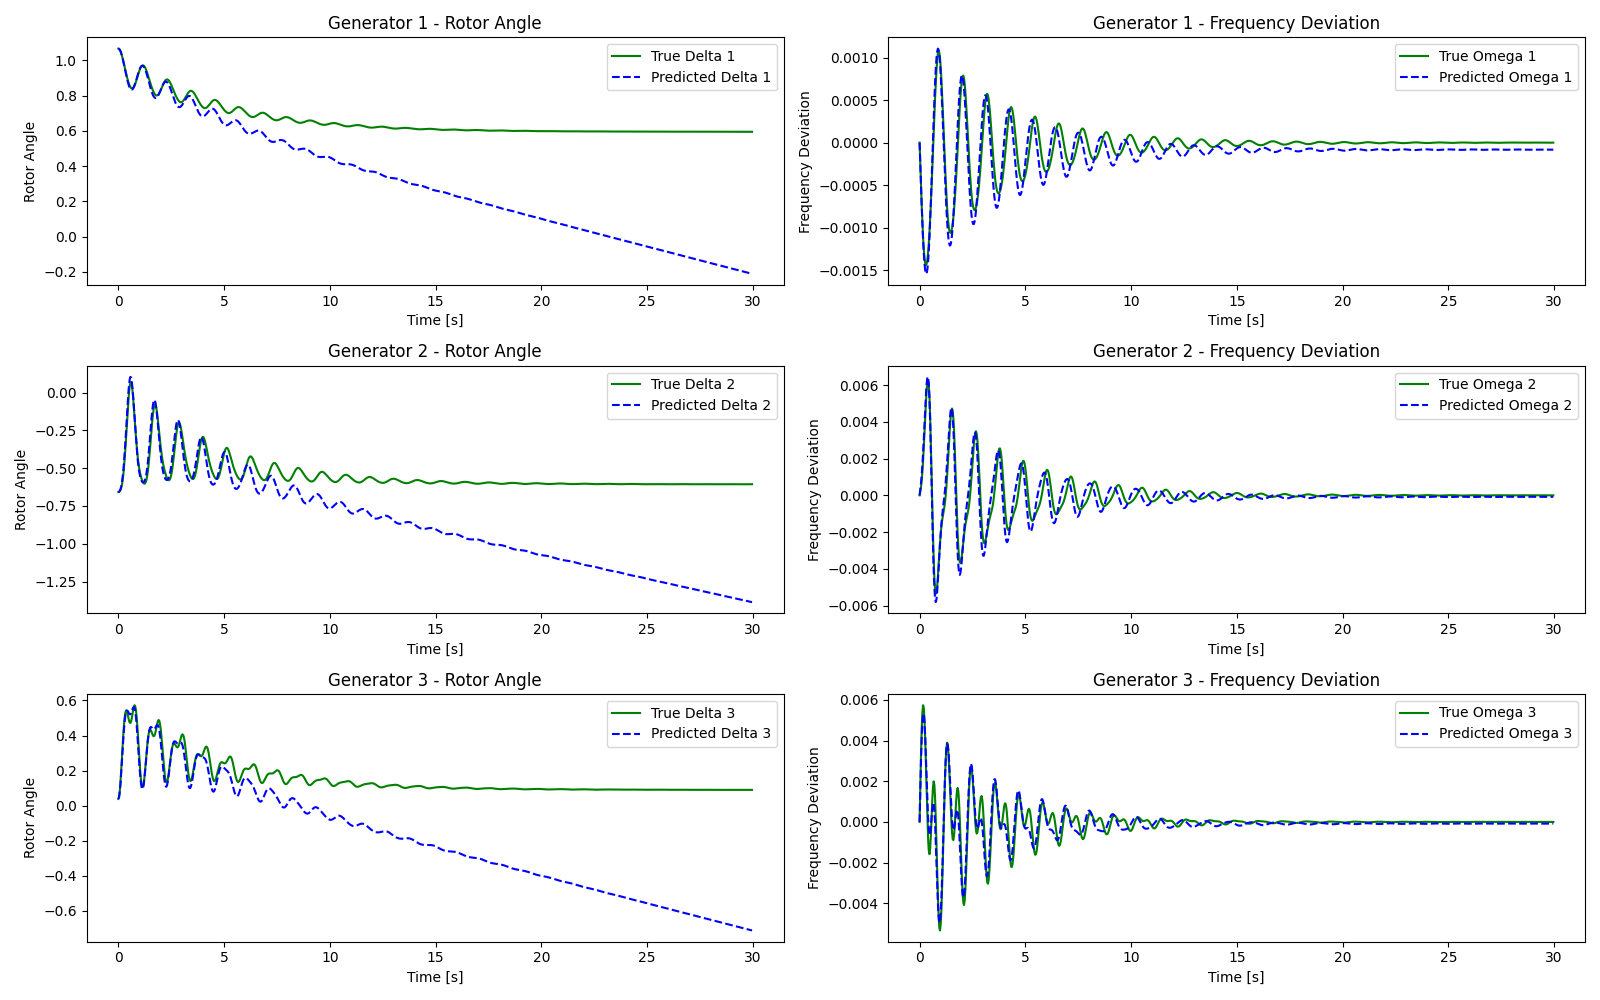 Generator 1 - Rotor Angle
Rotor Angle
1.0
0.8
0.6
0.4
0.2
0.0
−0.2
True Delta 1
Predicted Delta 1
0 5 10 15 20 25 30
Time [s]
Generator 1 - Frequency Deviation
Frequency Deviation
0.0010
0.0005
0.0000
−0.0005
−0.0010
−0.0015
True Omega 1
Predicted Omega 1
0 5 10 15 20 25 30
Time [s]
Generator 2 - Rotor Angle
Rotor Angle
0.00
−0.25
−0.50
−0.75
−1.00
−1.25
True Delta 2
Predicted Delta 2
0 5 10 15 20 25 30
Time [s]
Generator 2 - Frequency Deviation
Frequency Deviation
0.006
0.004
0.002
0.000
−0.002
−0.004
−0.006
True Omega 2
Predicted Omega 2
0 5 10 15 20 25 30
Time [s]
Generator 3 - Rotor Angle
Rotor Angle
0.6
0.4
0.2
0.0
−0.2
−0.4
−0.6
True Delta 3
Predicted Delta 3
0 5 10 15 20 25 30
Time [s]
Generator 3 - Frequency Deviation
Frequency Deviation
0.006
0.004
0.002
0.000
−0.002
−0.004
True Omega 3
Predicted Omega 3
0 5 10 15 20 25 30
Time [s]